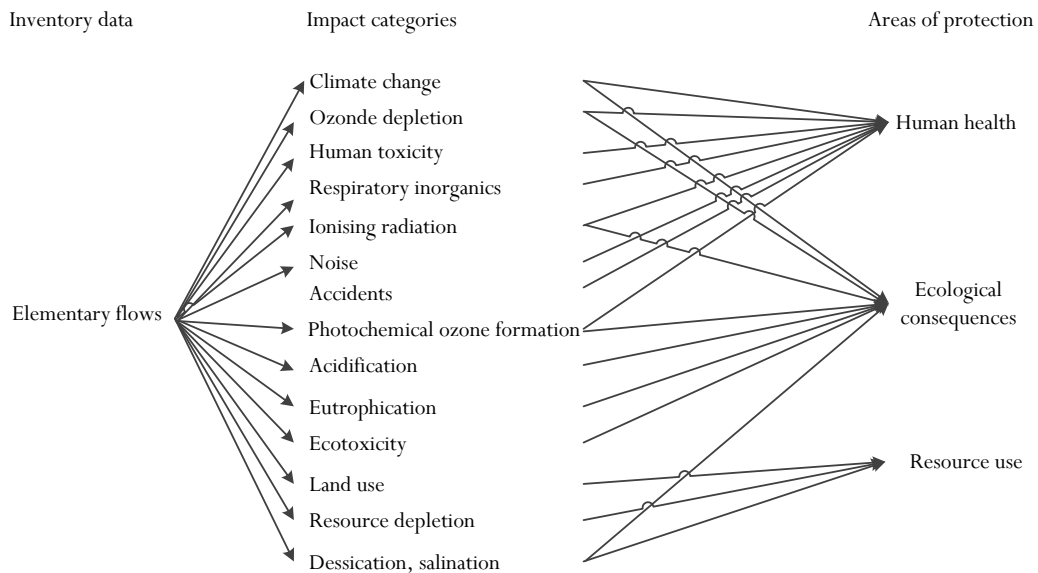 Inventory data
Impact categories
Areas of protection
Climate change
Ozonde depletion
Human toxicity
Respiratory inorganics
Ionising radiation
Noise
Accidents
Photochemical ozone formation
Acidification
Eutrophication
Ecotoxicity
Land use
Resource depletion
Dessication, salination
Elementary flows
Human health
Ecological
consequences
Resource use